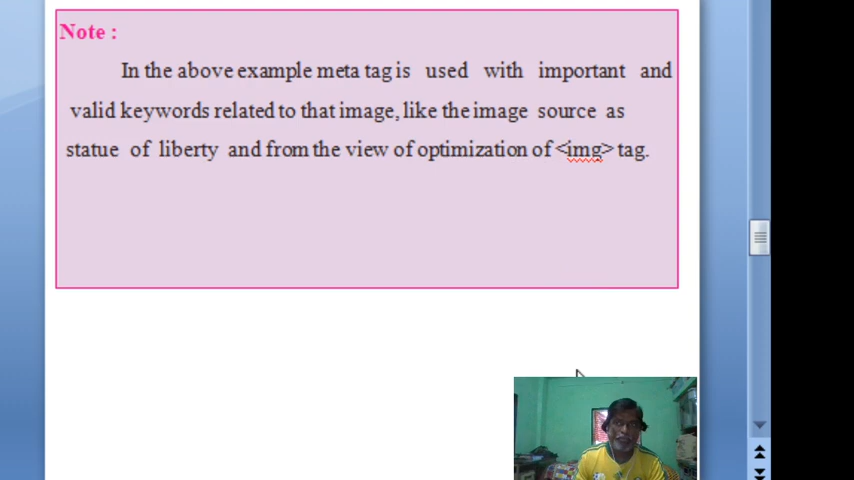 Note :
In the above example meta tag is used with important and
valid keywords related to that image, like the image source as
statue of liberty and from the view of optimization of <img> tag.